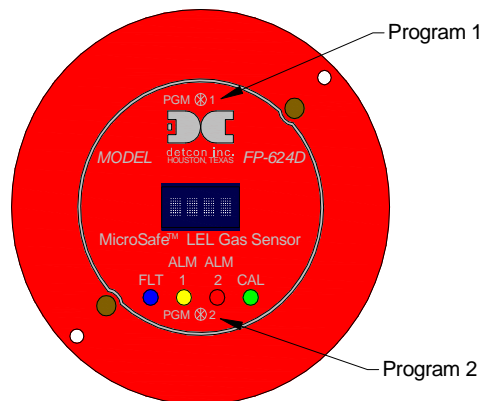 Program 1
PGM 1
MODEL detcon inc. FP-624D
HOUSTON, TEXAS
MicroSafe™ LEL Gas Sensor
ALM ALM
FLT 1 2 CAL
PGM 2
Program 2